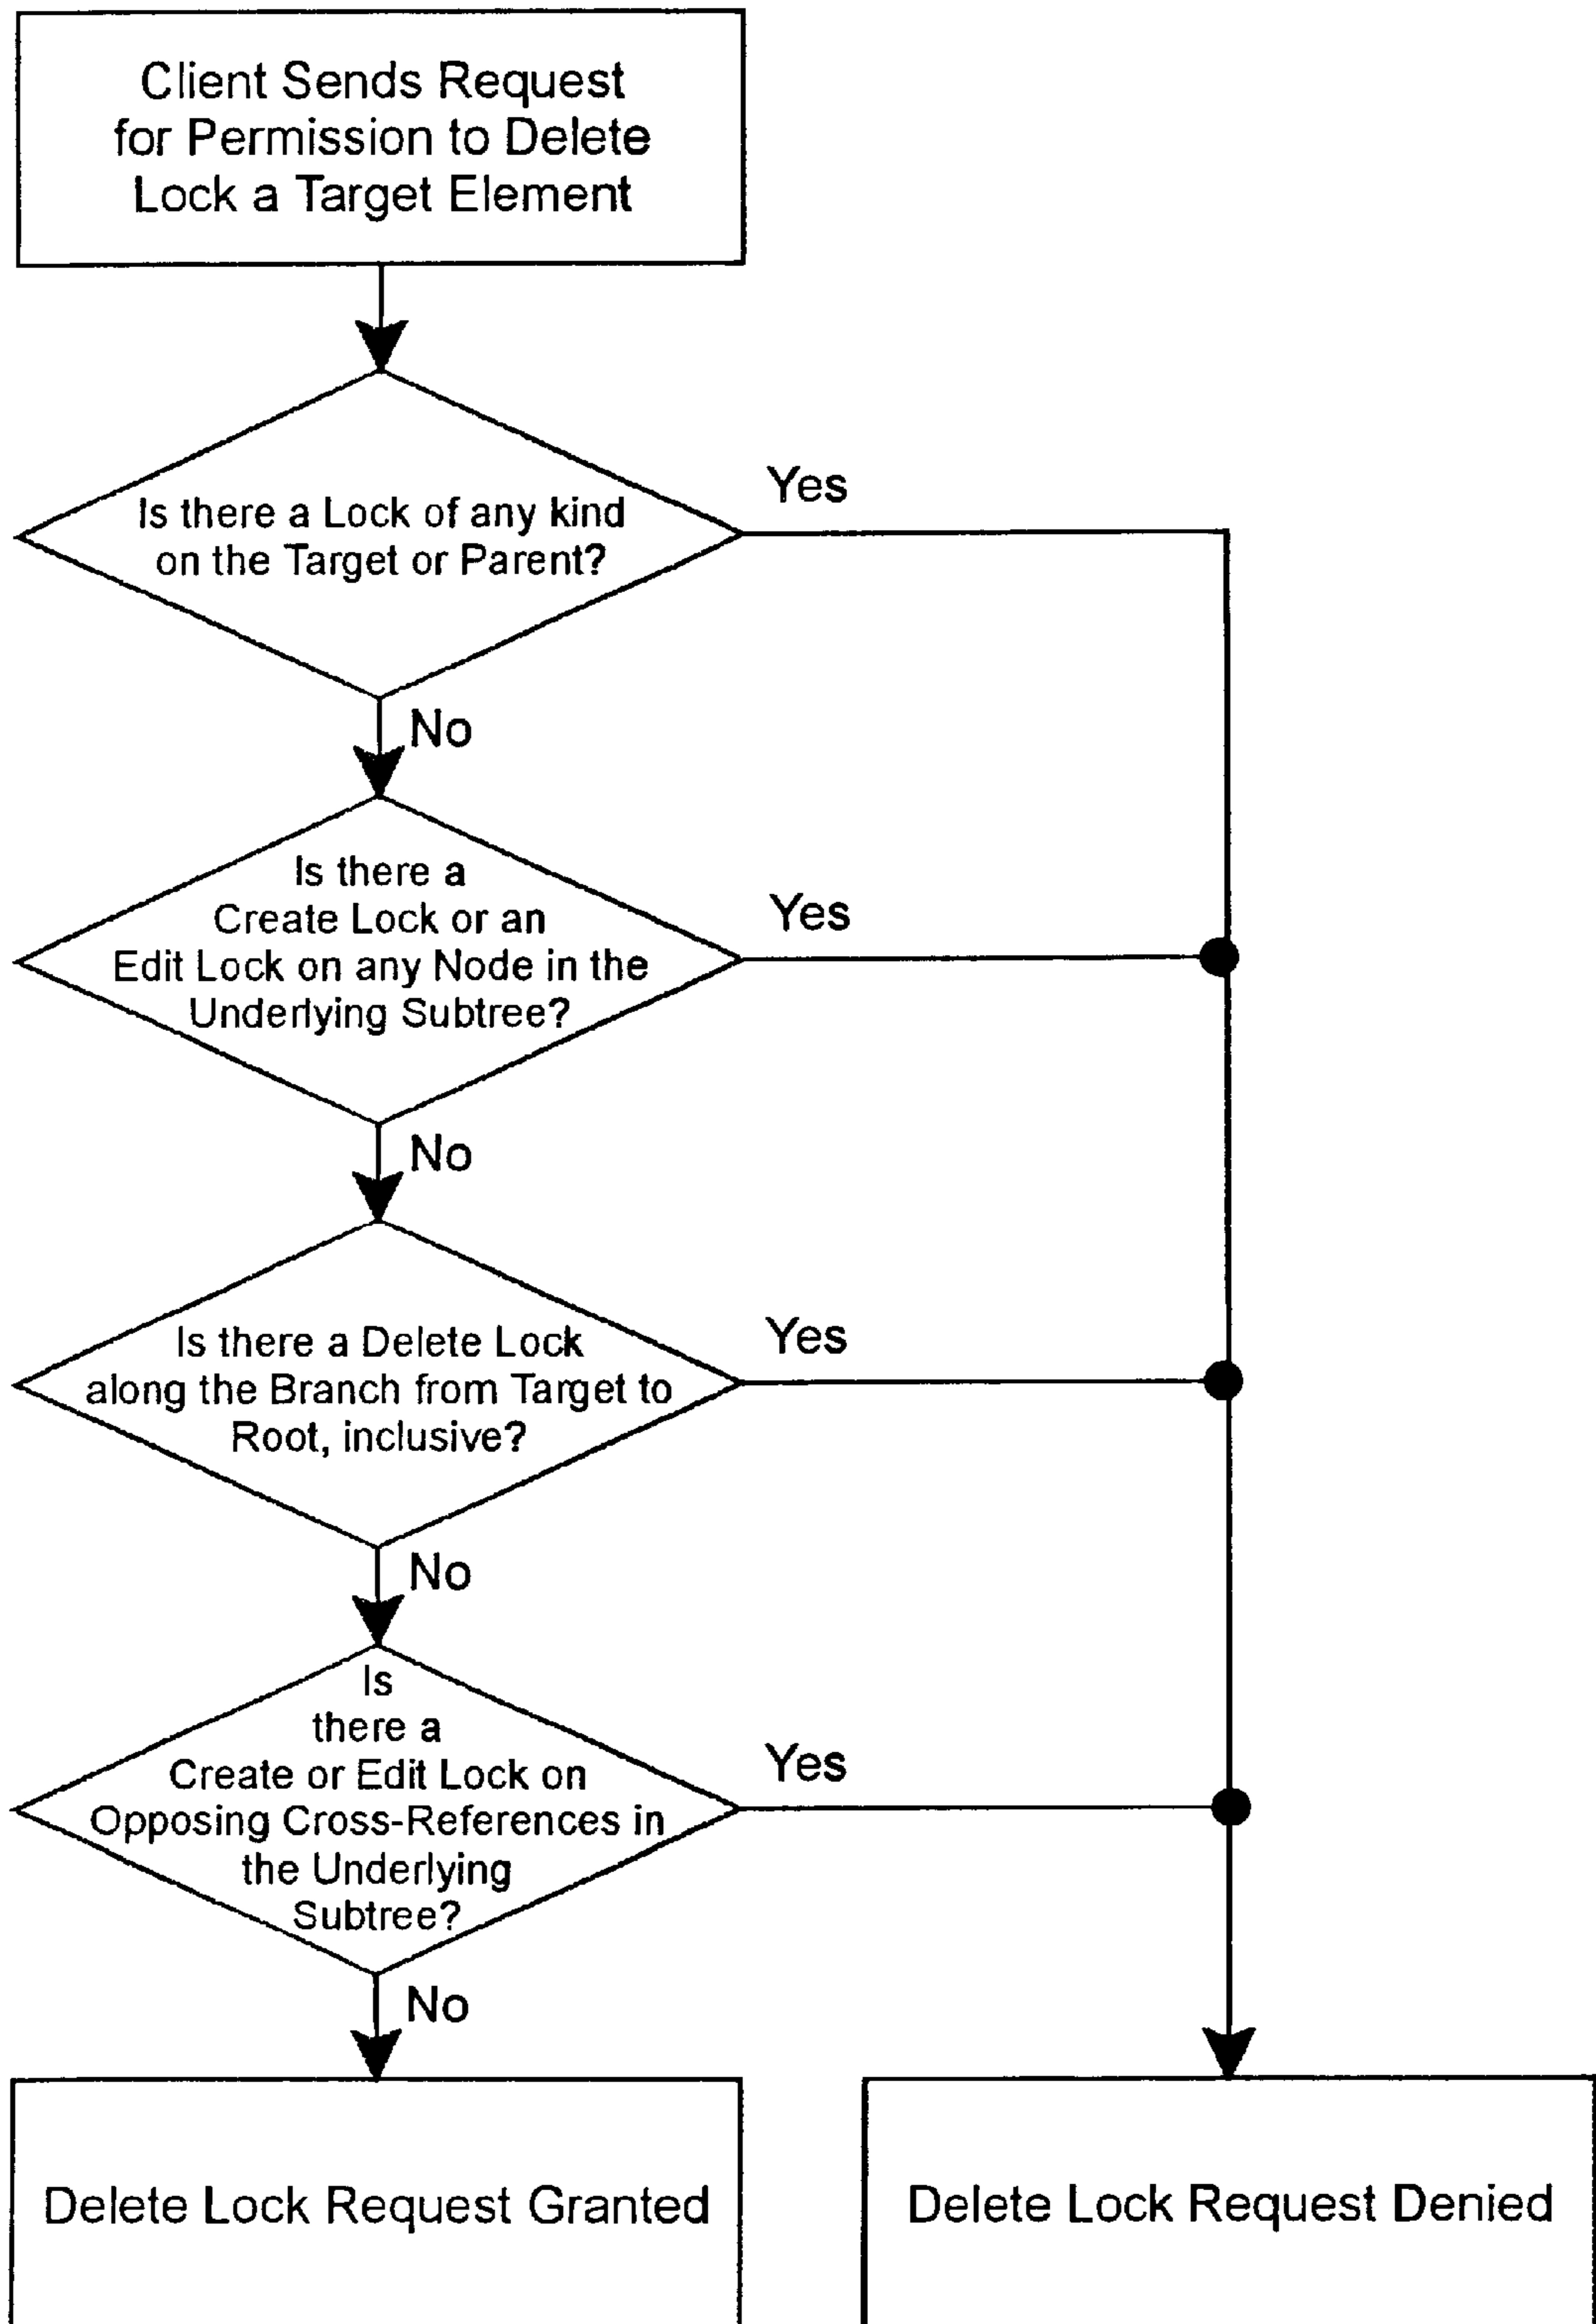 Client Sends Request
for Permission to Delete
Lock a Target Element
Is there a Lock of any kind
on the Target or Parent?
Yes
No
Is there a
Create Lock or an
Edit Lock on any Node in the
Underlying Subtree?
Yes
No
Is there a Delete Lock
along the Branch from Target to
Root, inclusive?
Yes
No
Is
there a
Create or Edit Lock on
Opposing Cross-References in
the Underlying
Subtree?
Yes
No
Delete Lock Request Granted
Delete Lock Request Denied